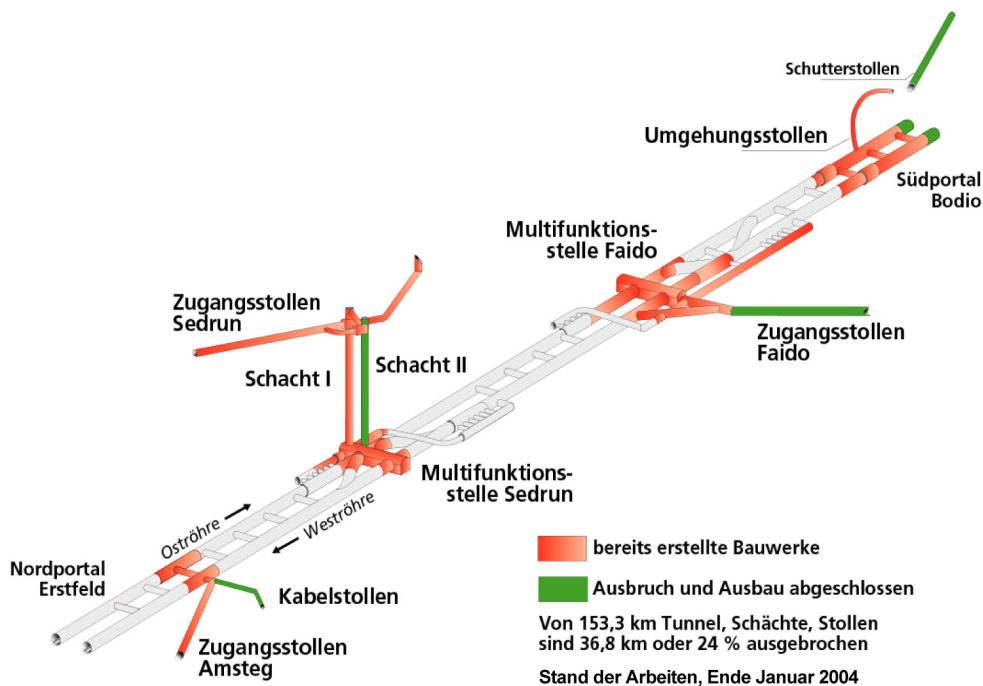 Schutterstollen
Umgehungsstollen
Südportal
Bodio
Multifunktions-
stelle Faido
Zugangsstollen
Sedrun
Zugangsstollen
Faido
Schacht I
Schacht II
Multifunktions-
stelle Sedrun
Oströhre
Weströhre
Nordportal
Erstfeld
Kabelstollen
Zugangsstollen
Amsteg
bereits erstellte Bauwerke
Ausbruch und Ausbau abgeschlossen
Von 153,3 km Tunnel, Schächte, Stollen
sind 36,8 km oder 24 % ausgebrochen
Stand der Arbeiten, Ende Januar 2004